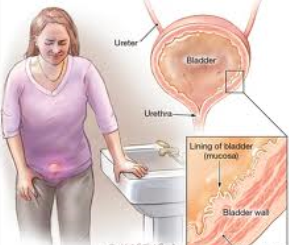 Ureter
Bladder
Urethra
Lining of bladder
(mucosa)
Bladder wall